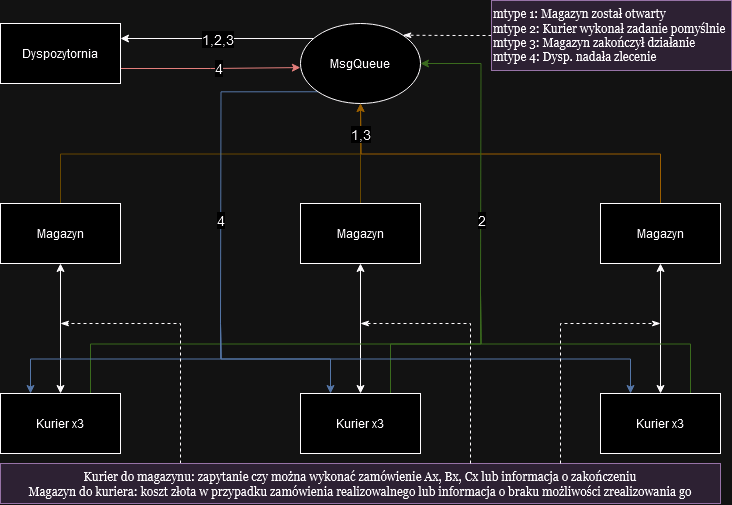 mtype 1: Magazyn został otwarty
mtype 2: Kurier wykonał zadanie pomyślnie
mtype 3: Magazyn zakończył działanie
mtype 4: Dysp. nadała zlecenie
Dyspozytornia
1,2,3
4
MsgQueue
1,3
4
2
Magazyn
Magazyn
Magazyn
Kurier x3
Kurier x3
Kurier x3
Kurier do magazynu: zapytanie czy można wykonać zamówienie Ax, Bx, Cx lub informacja o zakończeniu
Magazyn do kuriera: koszt złota w przypadku zamówienia realizowalnego lub informacja o braku możliwości zrealizowania go